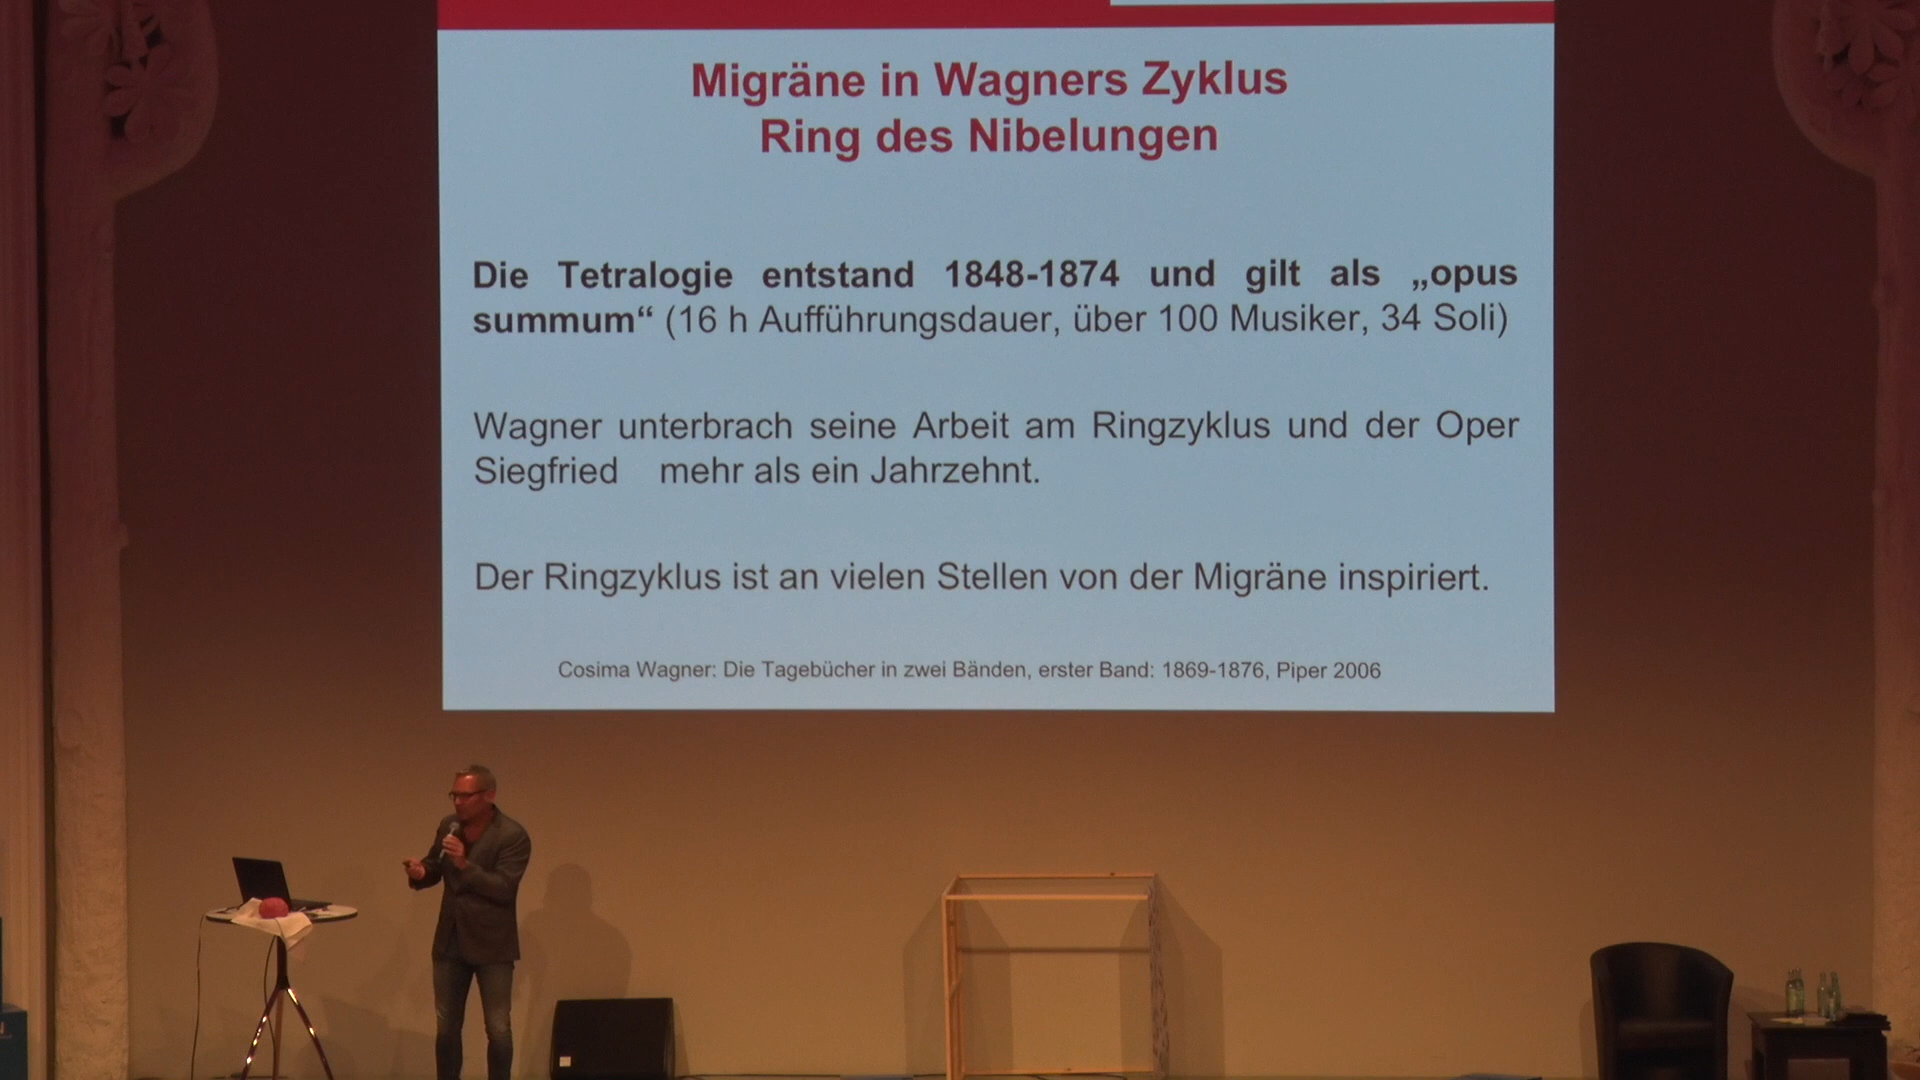 Migräne in Wagners Zyklus
Ring des Nibelungen
Die Tetralogie entstand 1848-1874 und gilt als „opus
summum“ (16 h Aufführungsdauer, über 100 Musiker, 34 Soli)
Wagner unterbrach seine Arbeit am Ringzyklus und der Oper
Siegfried mehr als ein Jahrzehnt.
Der Ringzyklus ist an vielen Stellen von der Migräne inspiriert.
Cosima Wagner: Die Tagebücher in zwei Bänden, erster Band: 1869-1876, Piper 2006